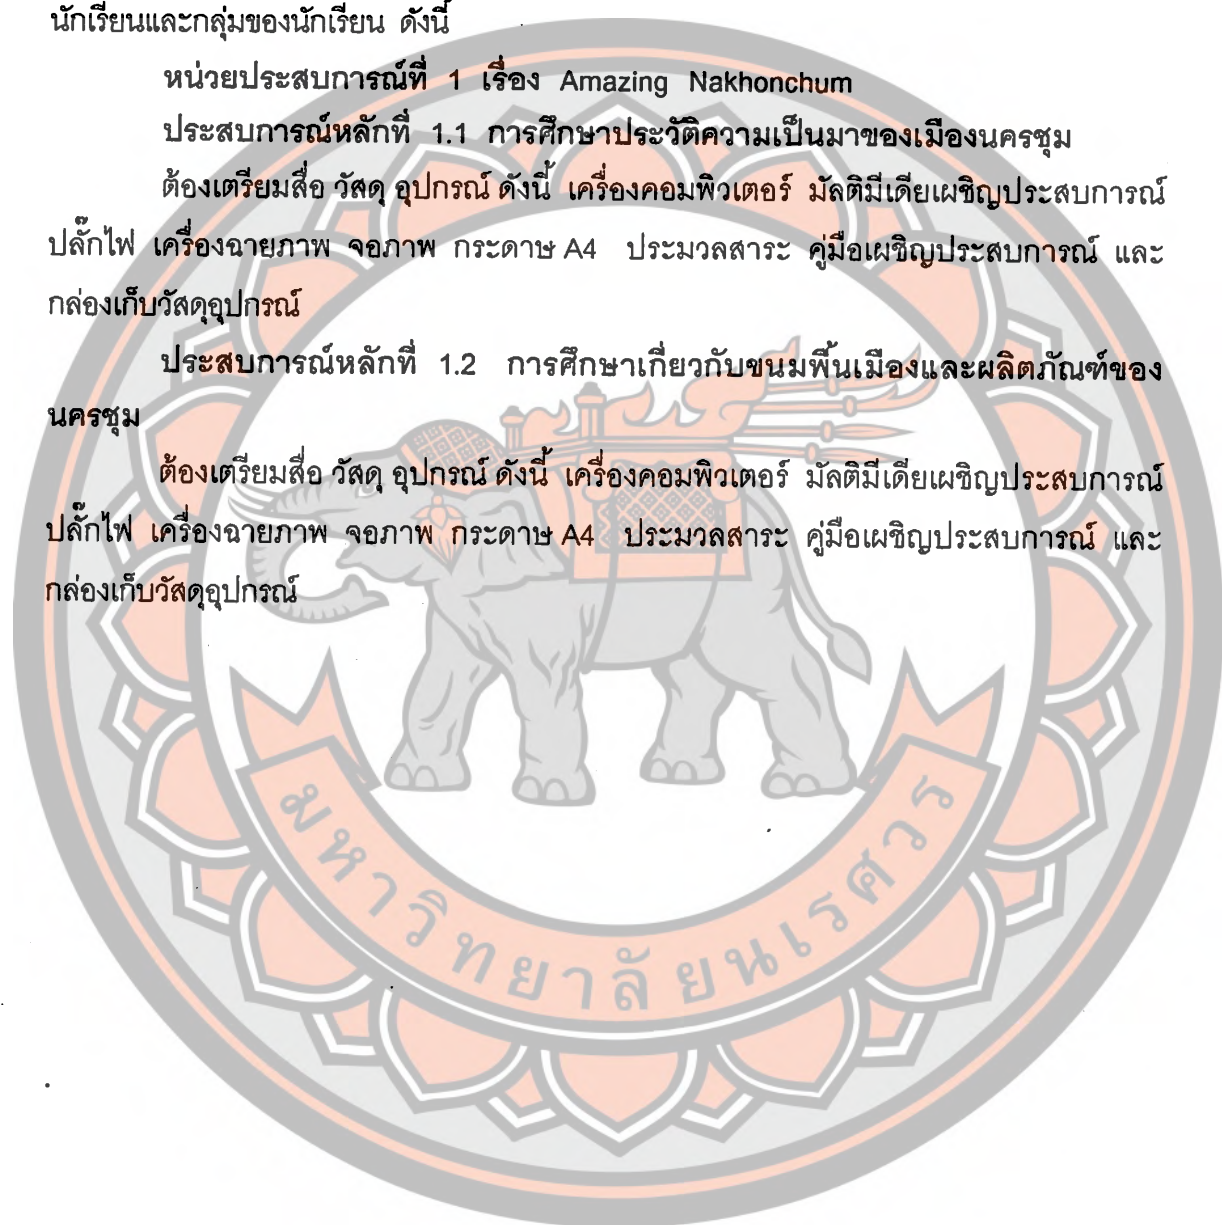 นักเรียนและกลุ่มของนักเรียน ดังนี้
หน่วยประสบการณ์ที่ 1 เรื่อง Amazing Nakhonchum
ประสบการณ์หลักที่ 1.1 การศึกษาประวัติความเป็นมาของเมืองนครชุม
ต้องเตรียมสื่อ วัสดุ อุปกรณ์ ดังนี้ เครื่องคอมพิวเตอร์ มัลติมีเดียเผชิญประสบการณ์
ปลั๊กไฟ เครื่องฉายภาพ จอภาพ กระดาษ A4 ประมวลสาระ คู่มือเผชิญประสบการณ์ และ
กล่องเก็บวัสดุอุปกรณ์
ประสบการณ์หลักที่ 1.2 การศึกษาเกี่ยวกับขนมพื้นเมืองและผลิตภัณฑ์ของ
นครชุม
ต้องเตรียมสื่อ วัสดุ อุปกรณ์ ดังนี้ เครื่องคอมพิวเตอร์ มัลติมีเดียเผชิญประสบการณ์
ปลั๊กไฟ เครื่องฉายภาพ จอภาพ กระดาษ A4 ประมวลสาระ คู่มือเผชิญประสบการณ์ และ
กล่องเก็บวัสดุอุปกรณ์
มหาวิทยาลัยนเรศวร